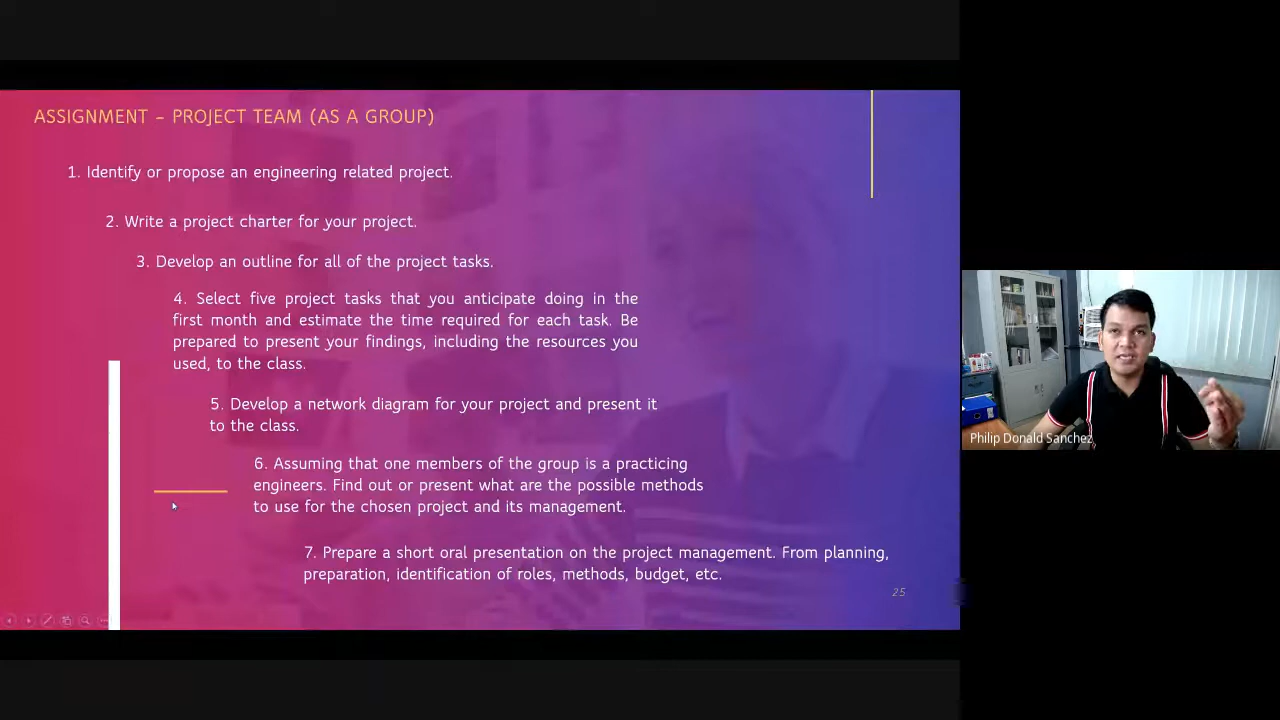 ASSIGNMENT - PROJECT TEAM (AS A GROUP)
1. Identify or propose an engineering related project.
2. Write a project charter for your project.
3. Develop an outline for all of the project tasks.
4. Select five project tasks that you anticipate doing in the
first month and estimate the time required for each task. Be
prepared to present your findings, including the resources you
used, to the class.
5. Develop a network diagram for your project and present it
to the class.
6. Assuming that one members of the group is a practicing
engineers. Find out or present what are the possible methods
to use for the chosen project and its management.
7. Prepare a short oral presentation on the project management. From planning,
preparation, identification of roles, methods, budget, etc.
25
Philip Donald Sanchez